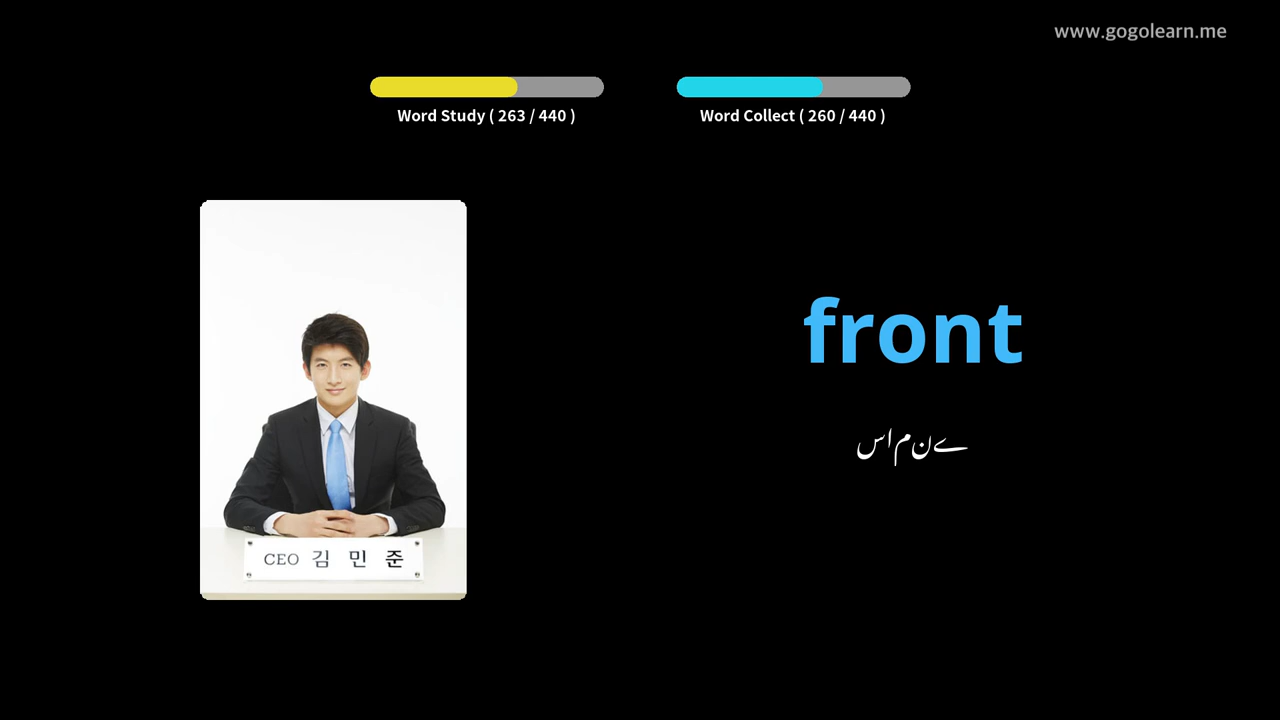 www.gogolearn.me
Word Study ( 263 / 440 )
Word Collect ( 260 / 440 )
front
سامنے
CEO 김 민 준